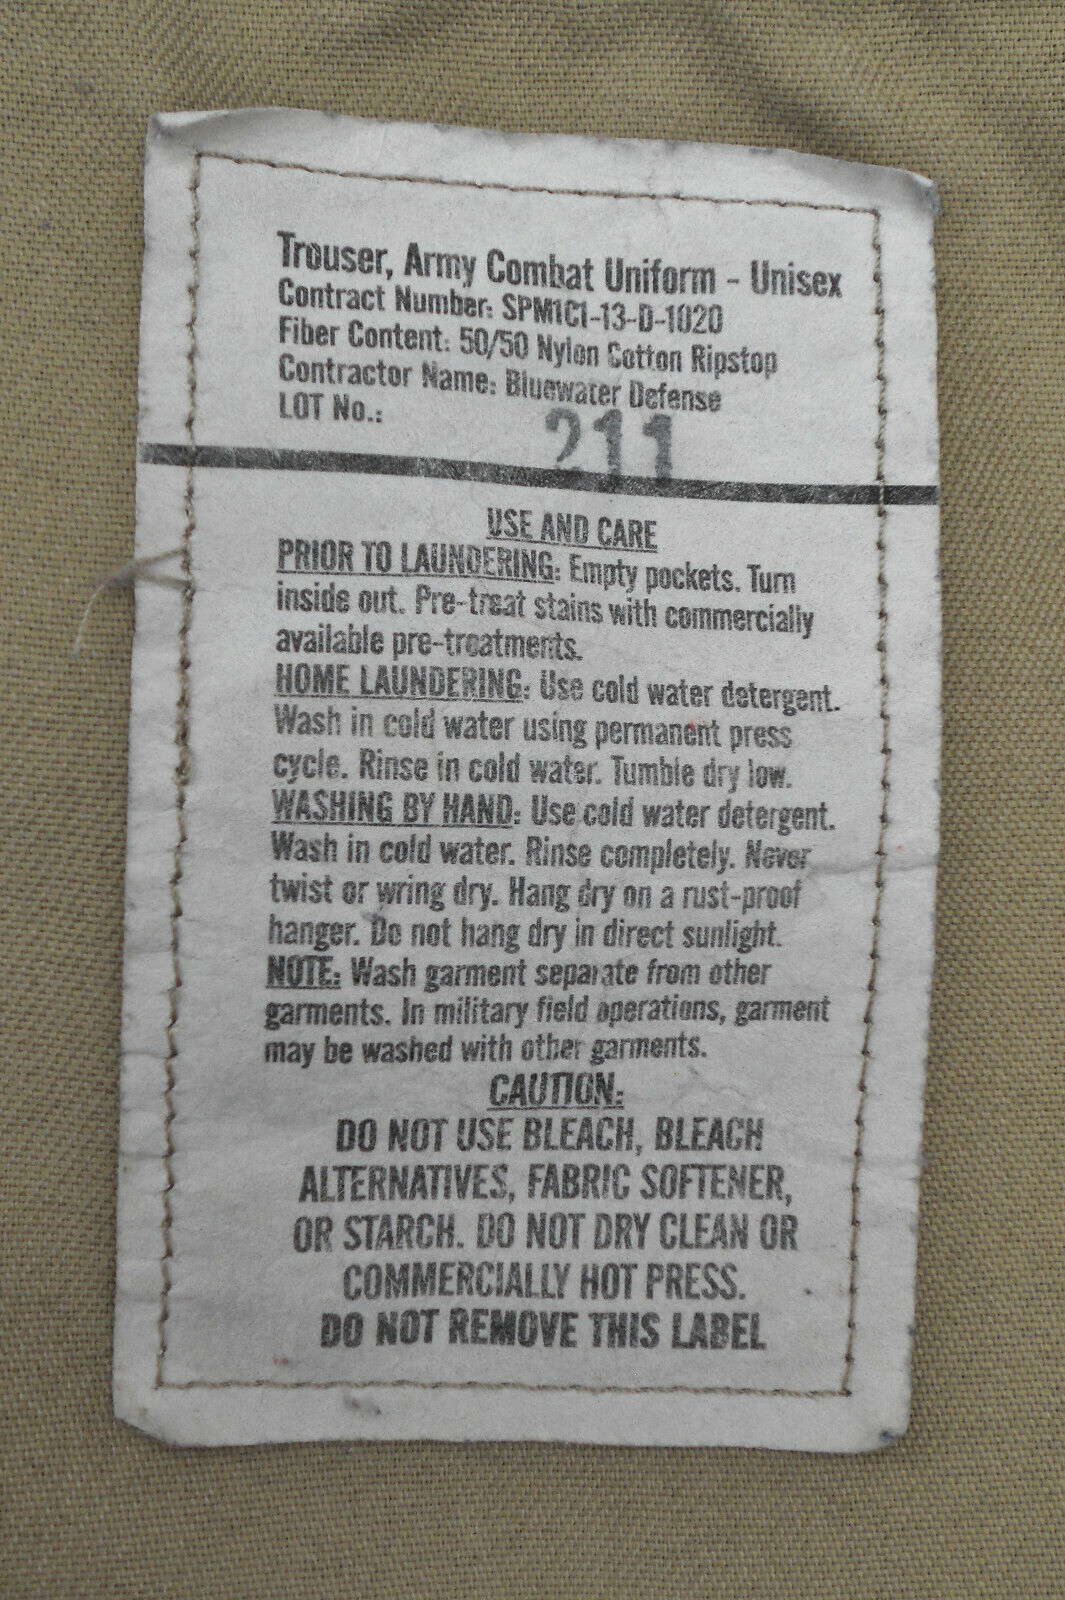 Trouser, Army Combat Uniform - Unisex
Contract Number: SPM1C1-13-D-1020
Fiber Content: 50/50 Nylon Cotton Ripstop
Contractor Name: Bluewater Defense
LOT No.: 211
USE AND CARE
PRIOR TO LAUNDERING: Empty pockets. Turn
inside out. Pre-treat stains with commercially
available pre-treatments.
HOME LAUNDERING: Use cold water detergent.
Wash in cold water using permanent press
cycle. Rinse in cold water. Tumble dry low.
WASHING BY HAND: Use cold water detergent.
Wash in cold water. Rinse completely. Never
twist or wring dry. Hang dry on a rust-proof
hanger. Do not hang dry in direct sunlight.
NOTE: Wash garment separate from other
garments. In military field operations, garment
may be washed with other garments.
CAUTION:
DO NOT USE BLEACH, BLEACH
ALTERNATIVES, FABRIC SOFTENER,
OR STARCH. DO NOT DRY CLEAN OR
COMMERCIALLY HOT PRESS.
DO NOT REMOVE THIS LABEL